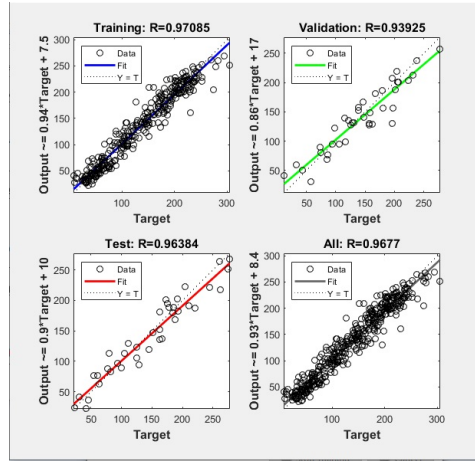 Training: R=0.97085
Output ~= 0.94*Target + 7.5
300
250
200
150
100
50
Data
Fit
Y = T
100
200
300
Target
Validation: R=0.93925
Output ~= 0.86*Target + 17
250
200
150
100
50
Data
Fit
Y = T
50
100
150
200
250
Target
Test: R=0.96384
Output ~= 0.9*Target + 10
250
200
150
100
50
Data
Fit
Y = T
50
100
150
200
250
Target
All: R=0.9677
Output ~= 0.93*Target + 8.4
300
250
200
150
100
50
Data
Fit
Y = T
100
200
300
Target